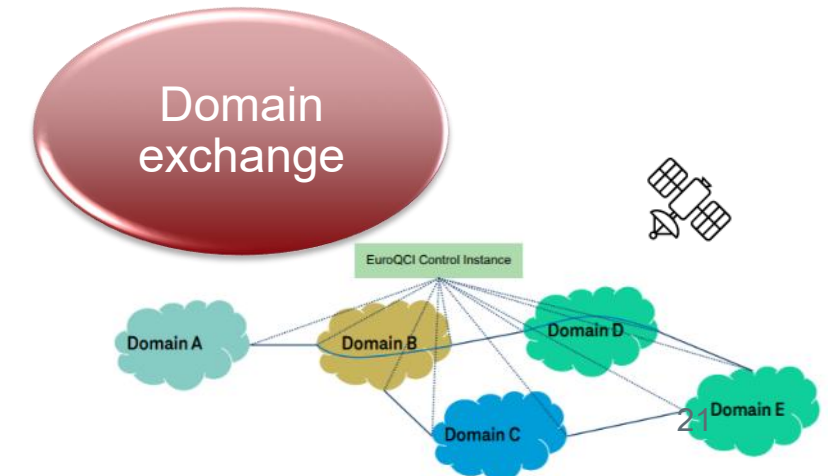 Domain
exchange
EuroQCI Control Instance
Domain A
Domain B
Domain D
Domain C
21
Domain E